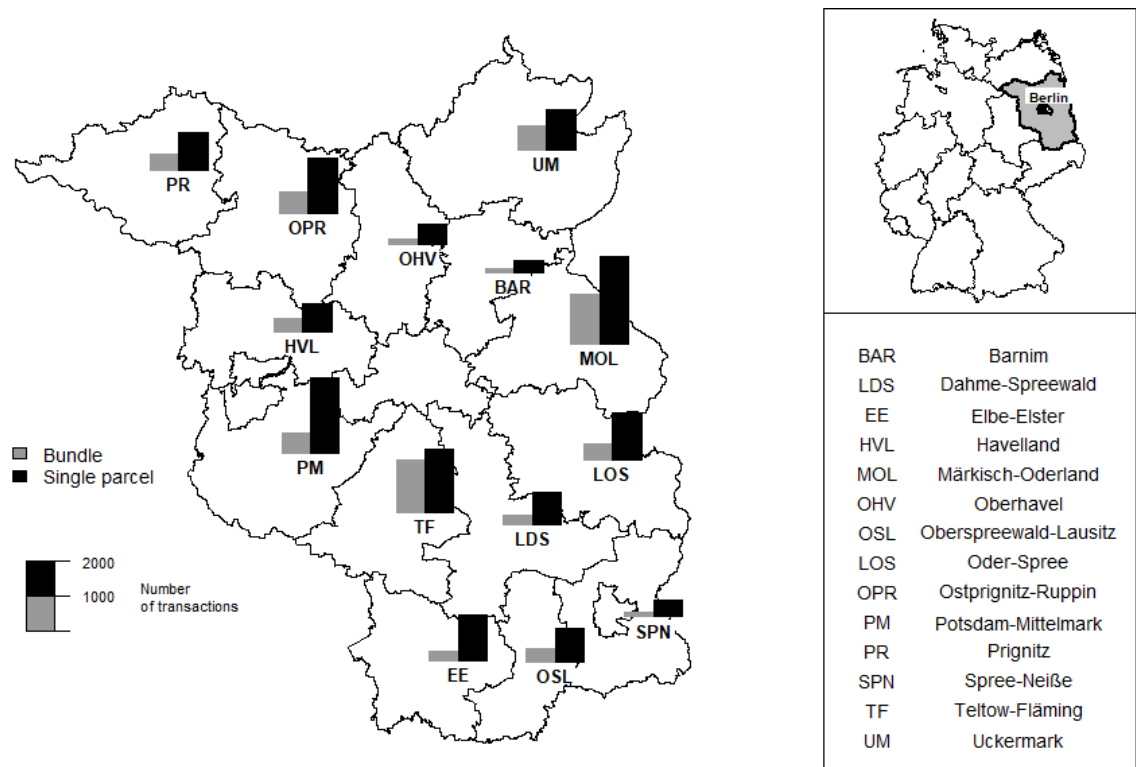 Berlin
UM
PR
OPR
OHV
BAR
HVL
MOL
Bundle
Single parcel
PM
LOS
TF
LDS
2000
1000
Number
of transactions
SPN
EE
OSL
BAR Barnim
LDS Dahme-Spreewald
EE Elbe-Elster
HVL Havelland
MOL Märkisch-Oderland
OHV Oberhavel
OSL Oberspreewald-Lausitz
LOS Oder-Spree
OPR Ostprignitz-Ruppin
PM Potsdam-Mittelmark
PR Prignitz
SPN Spree-Neiße
TF Teltow-Fläming
UM Uckermark